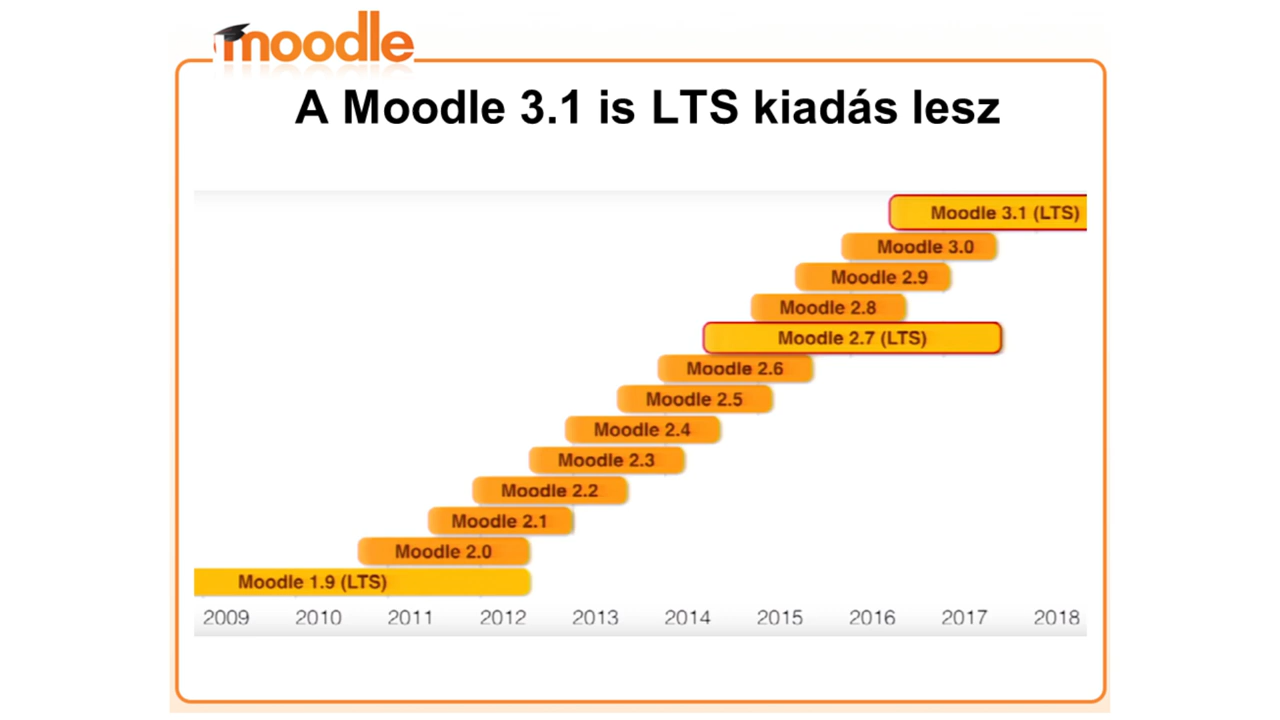 moodle
A Moodle 3.1 is LTS kiadás lesz
Moodle 3.1 (LTS)
Moodle 3.0
Moodle 2.9
Moodle 2.8
Moodle 2.7 (LTS)
Moodle 2.6
Moodle 2.5
Moodle 2.4
Moodle 2.3
Moodle 2.2
Moodle 2.1
Moodle 2.0
Moodle 1.9 (LTS)
2009 2010 2011 2012 2013 2014 2015 2016 2017 2018